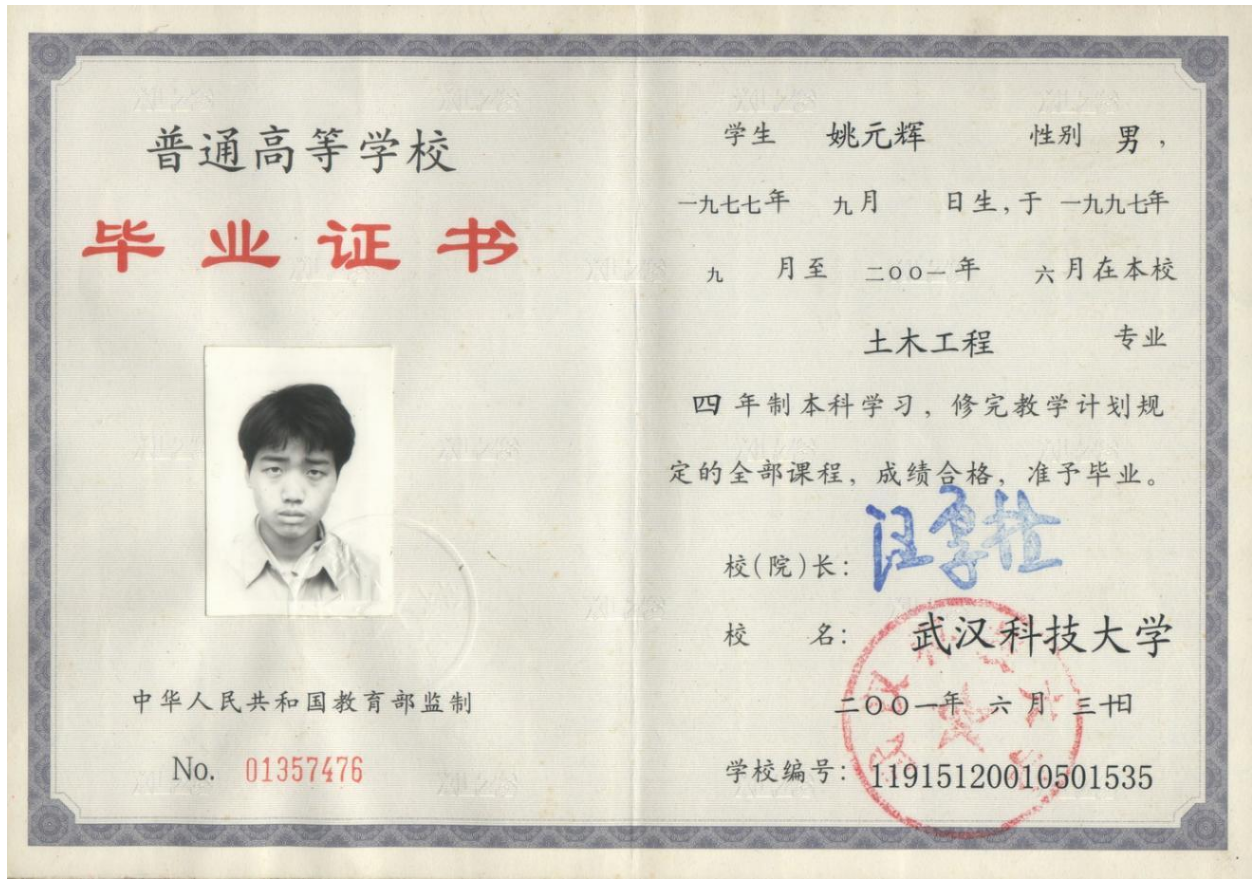 普通高等学校
毕业证书
中华人民共和国教育部监制
No. 01357476
学生 姚元辉 性别 男，
一九七七年 九月 日生，于 一九九七年
九 月至 二〇〇一年 六月在本校
土木工程 专业
四年制本科学习，修完教学计划规
定的全部课程，成绩合格，准予毕业。
校(院)长：
校 名： 武汉科技大学
二〇〇一年 六月 三十日
学校编号：11915120010501535